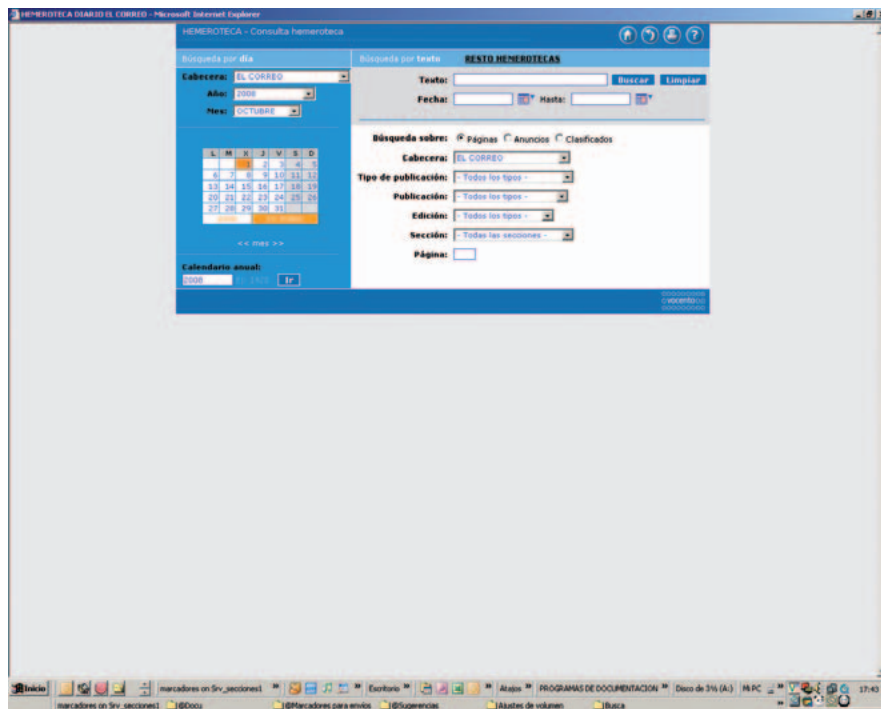 HEMEROTECA DIARIO EL CORREO - Microsoft Internet Explorer
HEMEROTECA - Consulta hemeroteca
Búsqueda por día
Cabecera: EL CORREO
Año: 2008
Mes: OCTUBRE
L M X J V S D
1 2 3 4 5
6 7 8 9 10 11 12
13 14 15 16 17 18 19
20 21 22 23 24 25 26
27 28 29 30 31
<< mes >>
Calendario anual:
2008 Ir
Búsqueda por texto RESTO HEMEROTECAS
Texto: Buscar Limpiar
Fecha: Hasta:
Búsqueda sobre: Páginas Anuncios Clasificados
Cabecera: EL CORREO
Tipo de publicación: - Todos los tipos -
Publicación: - Todos los tipos -
Edición: - Todos los tipos -
Sección: - Todas las secciones -
Página:
vocento
Inicio marcadores on Srv_secciones1 » » Escritorio » » Atajos » PROGRAMAS DE DOCUMENTACION » Disco de 3½ (A:) Mi PC » 17:43
marcadores on Srv_secciones1 !@Docu !@Marcadores para envios !@Sugerencias !Ajustes de volumen !Busca »